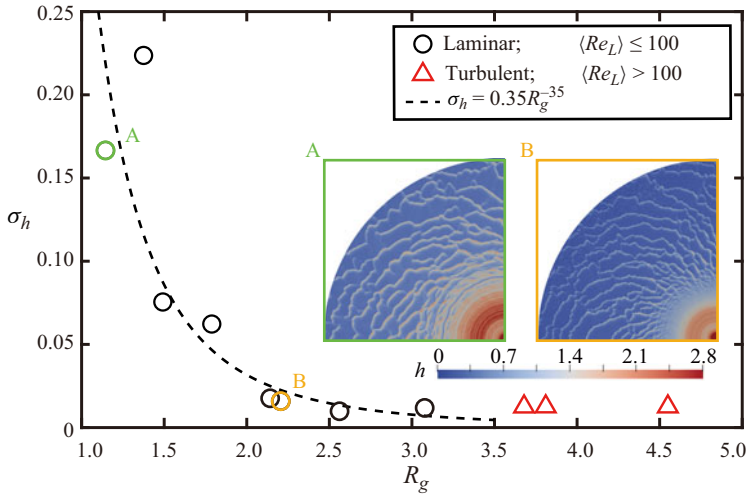 0.25
0.20
0.15
0.10
0.05
0
σh
1.0 1.5 2.0 2.5 3.0 3.5 4.0 4.5 5.0
Rg
Laminar; ⟨ReL⟩ ≤ 100
Turbulent; ⟨ReL⟩ > 100
σh = 0.35Rg^−35
A
B
A
B
0 0.7 1.4 2.1 2.8
h